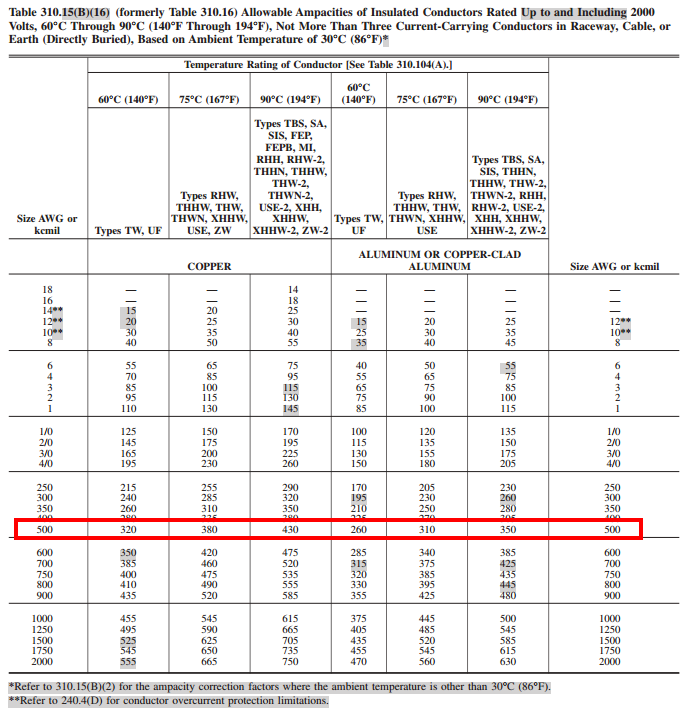 Table 310.15(B)(16) (formerly Table 310.16) Allowable Ampacities of Insulated Conductors Rated Up to and Including 2000
Volts, 60°C Through 90°C (140°F Through 194°F), Not More Than Three Current-Carrying Conductors in Raceway, Cable, or
Earth (Directly Buried), Based on Ambient Temperature of 30°C (86°F)*
Temperature Rating of Conductor [See Table 310.104(A).]
60°C (140°F)
75°C (167°F)
90°C (194°F)
60°C
(140°F)
75°C (167°F)
90°C (194°F)
Size AWG or
kcmil
Types TW, UF
Types RHW,
THHW, THW,
THWN, XHHW,
USE, ZW
Types TBS, SA,
SIS, FEP,
FEPB, MI,
RHH, RHW-2,
THHN, THHW,
THW-2,
THWN-2,
USE-2, XHH,
XHHW,
XHHW-2, ZW-2
Types TW,
UF
Types RHW,
THHW, THW,
THWN, XHHW,
USE
Types TBS, SA,
SIS, THHN,
THHW, THW-2,
THWN-2, RHH,
RHW-2, USE-2,
XHH, XHHW,
XHHW-2, ZW-2
Size AWG or kcmil
COPPER
ALUMINUM OR COPPER-CLAD
ALUMINUM
18 — — 14 — — —
16 — — 18 — — —
14** 15 20 25 — — —
12** 20 25 30 15 20 25 12**
10** 30 35 40 25 30 35 10**
8 40 50 55 35 40 45 8
6 55 65 75 40 50 55 6
4 70 85 95 55 65 75 4
3 85 100 115 65 75 85 3
2 95 115 130 75 90 100 2
1 110 130 145 85 100 115 1
1/0 125 150 170 100 120 135 1/0
2/0 145 175 195 115 135 150 2/0
3/0 165 200 225 130 155 175 3/0
4/0 195 230 260 150 180 205 4/0
250 215 255 290 170 205 230 250
300 240 285 320 195 230 260 300
350 260 310 350 210 250 280 350
400 280 335 380 225 270 305 400
500 320 380 430 260 310 350 500
600 350 420 475 285 340 385 600
700 385 460 520 315 375 425 700
750 400 475 535 320 385 435 750
800 410 490 555 330 395 445 800
900 435 520 585 355 425 480 900
1000 455 545 615 375 445 500 1000
1250 495 590 665 405 485 545 1250
1500 525 625 705 435 520 585 1500
1750 545 650 735 455 545 615 1750
2000 555 665 750 470 560 630 2000
*Refer to 310.15(B)(2) for the ampacity correction factors where the ambient temperature is other than 30°C (86°F).
**Refer to 240.4(D) for conductor overcurrent protection limitations.